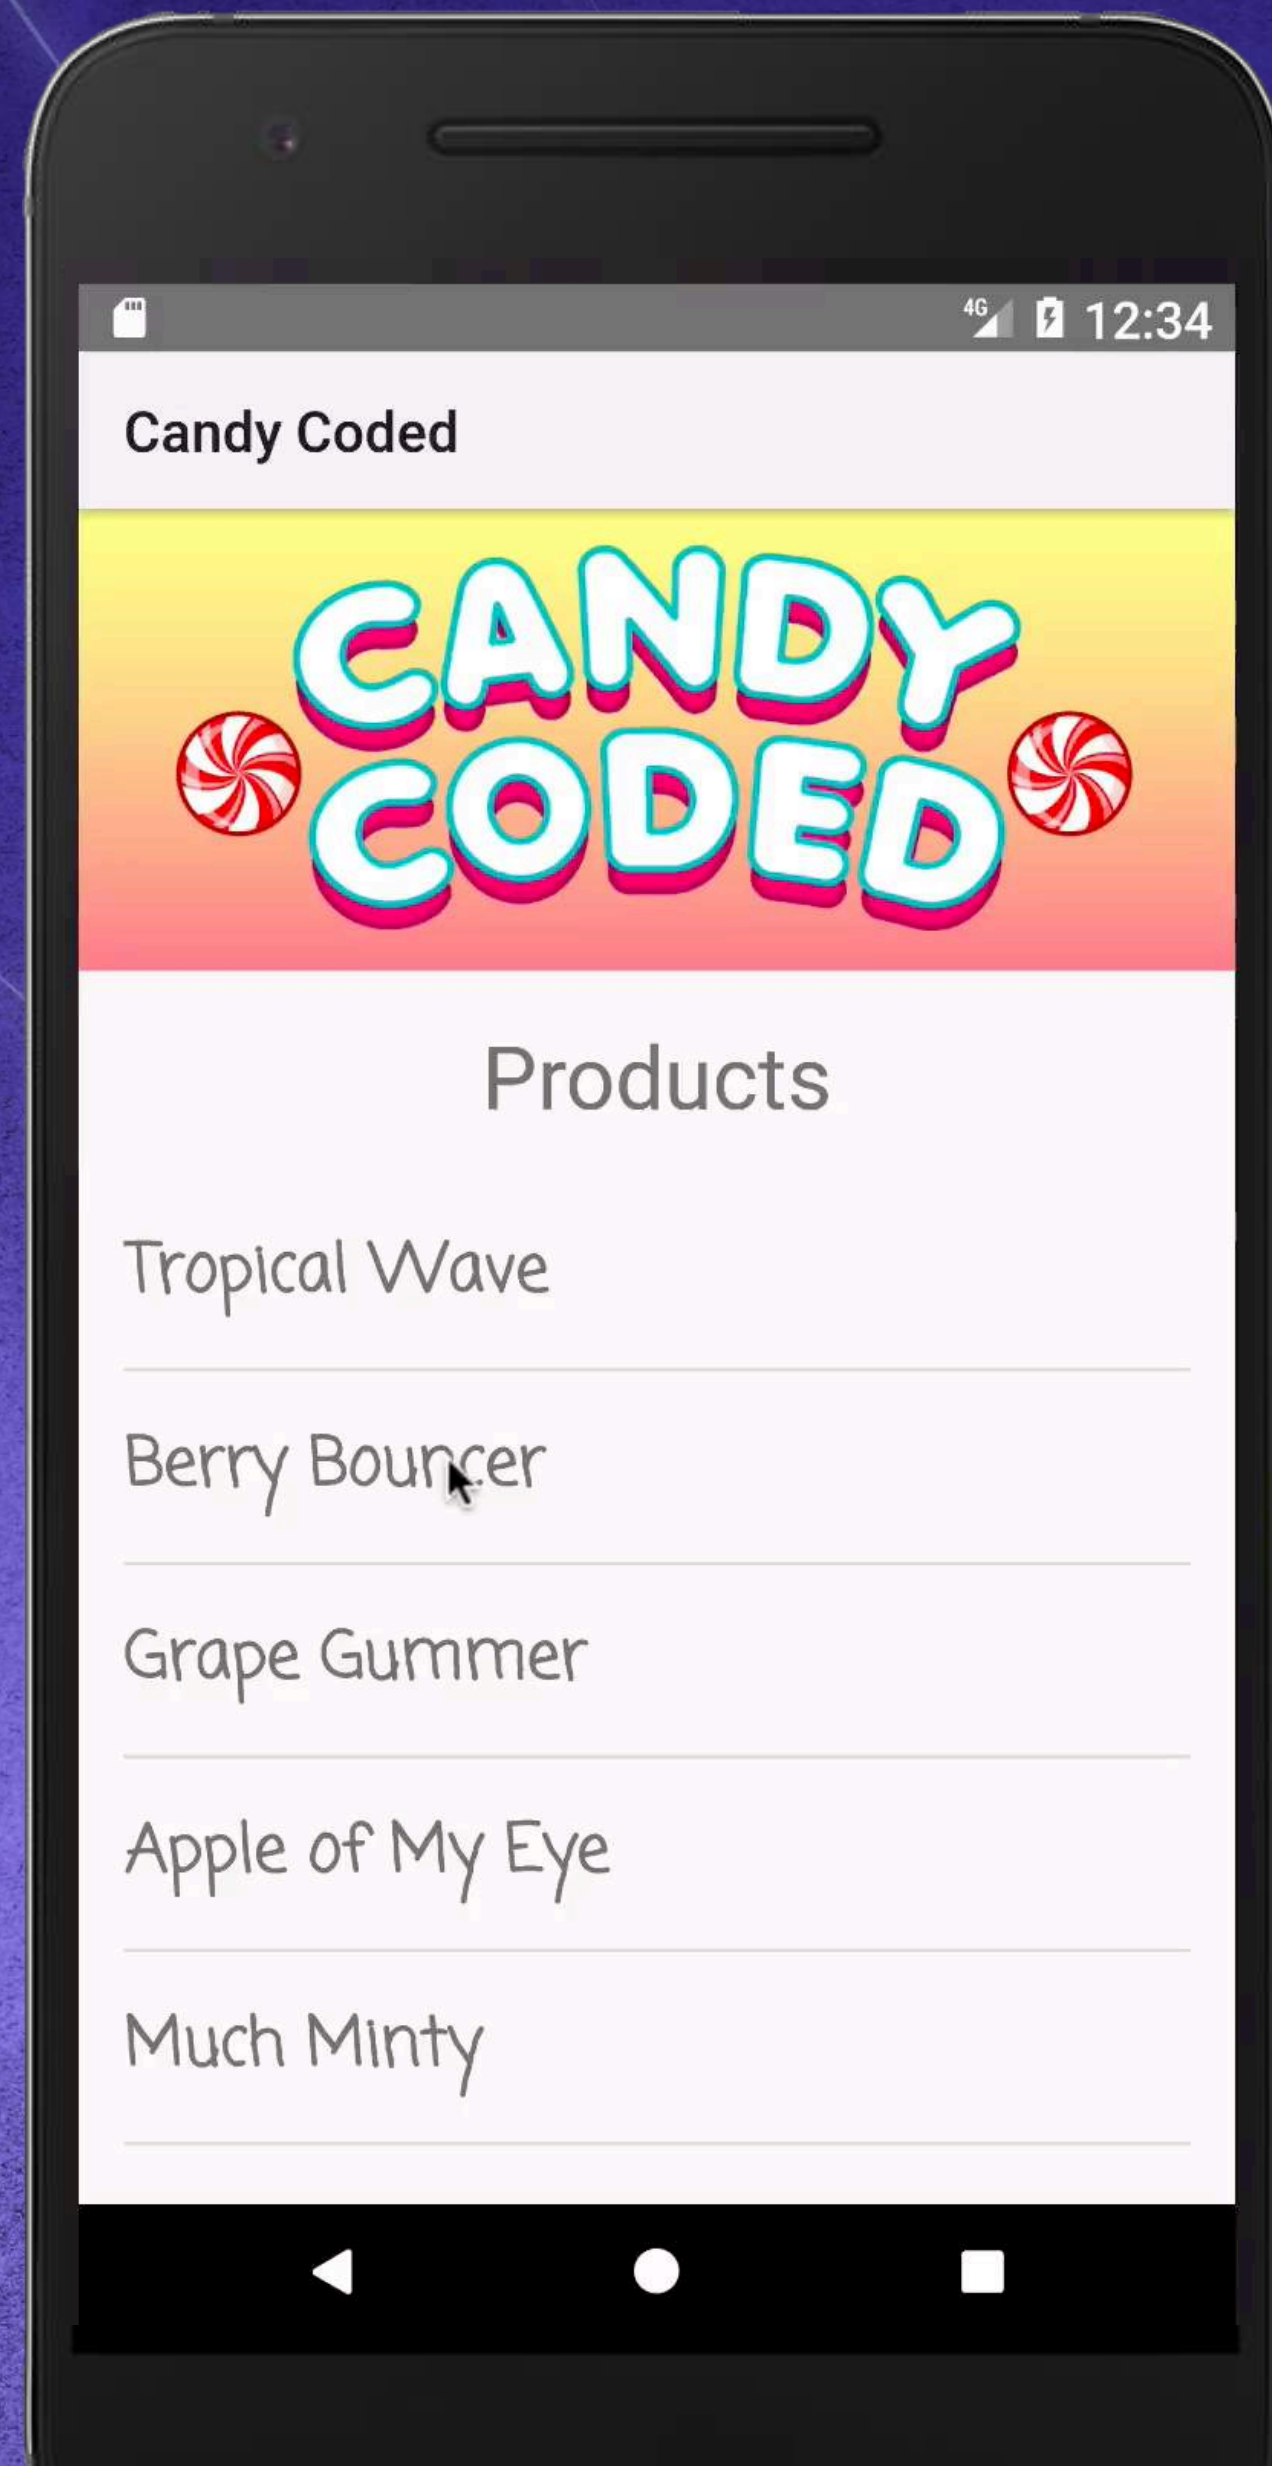 4G 12:34
Candy Coded
CANDY
CODED
Products
Tropical Wave
Berry Bouncer
Grape Gummer
Apple of My Eye
Much Minty